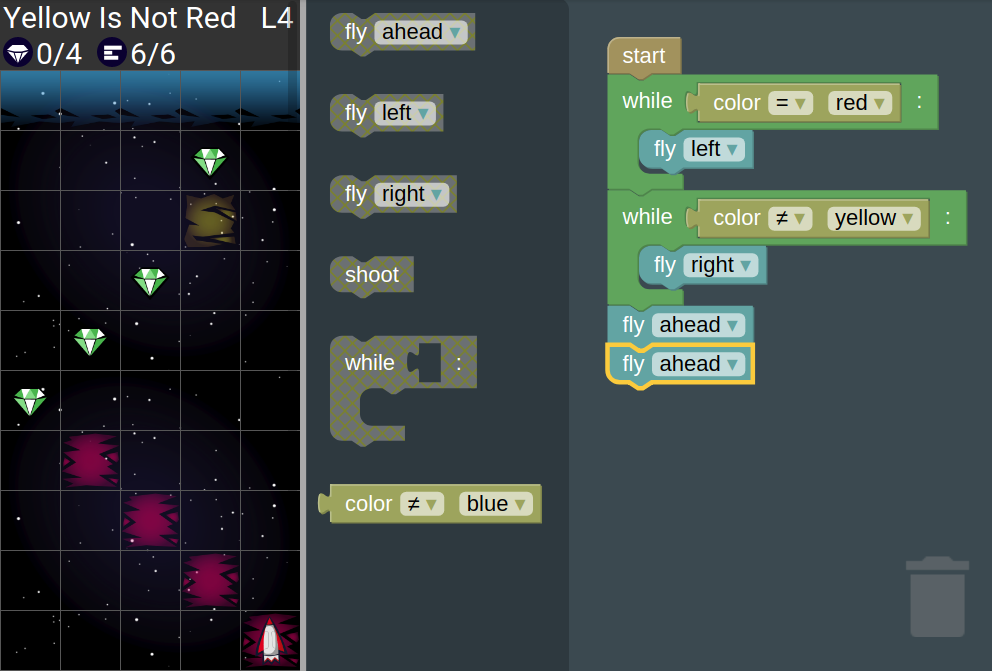 Yellow Is Not Red L4
0/4 6/6
fly ahead
fly left
fly right
shoot
while :
color ≠ blue
start
while color = red :
fly left
while color ≠ yellow :
fly right
fly ahead
fly ahead